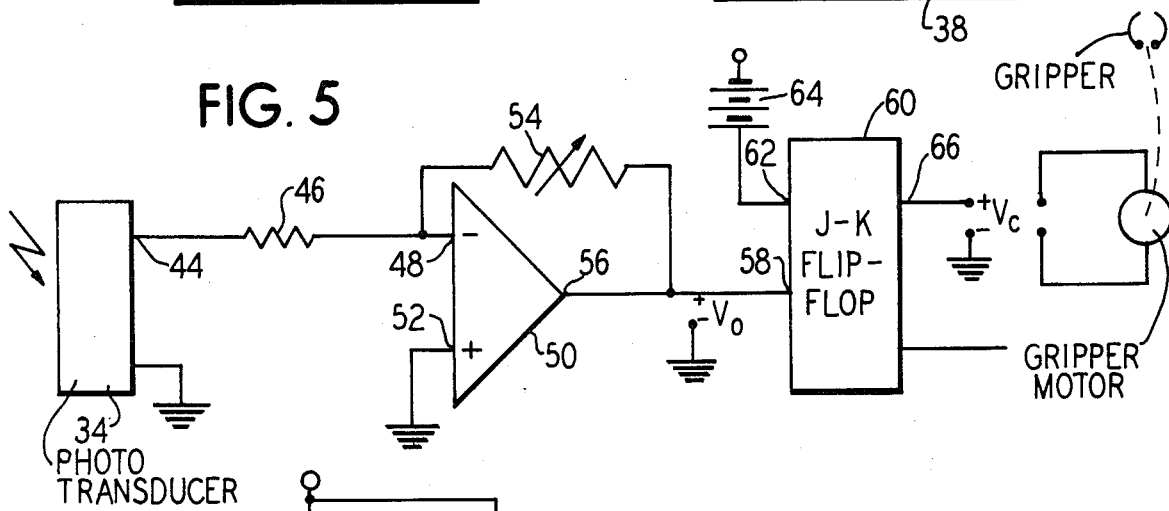 38
GRIPPER
FIG. 5
64
60
54
62
66
46
J-K
FLIP-
FLOP
+
-
Vc
44
48
-
56
58
52
+
50
+
-
Vo
GRIPPER
MOTOR
34
PHOTO
TRANSDUCER